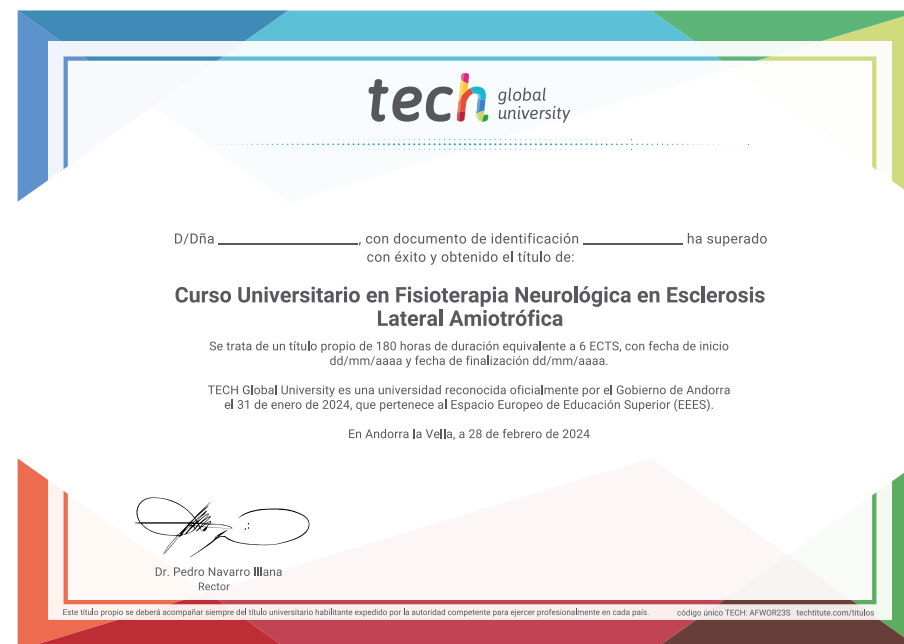 tech global university
D/Dña ____________________, con documento de identificación ______________ ha superado
con éxito y obtenido el título de:
Curso Universitario en Fisioterapia Neurológica en Esclerosis
Lateral Amiotrófica
Se trata de un título propio de 180 horas de duración equivalente a 6 ECTS, con fecha de inicio
dd/mm/aaaa y fecha de finalización dd/mm/aaaa.
TECH Global University es una universidad reconocida oficialmente por el Gobierno de Andorra
el 31 de enero de 2024, que pertenece al Espacio Europeo de Educación Superior (EEES).
En Andorra la Vella, a 28 de febrero de 2024
Dr. Pedro Navarro Illana
Rector
Este título propio se deberá acompañar siempre del título universitario habilitante expedido por la autoridad competente para ejercer profesionalmente en cada país. código único TECH: AFWOR23S techtitute.com/titulos